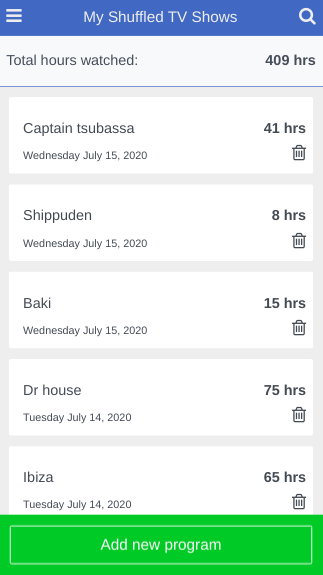 My Shuffled TV Shows
Total hours watched: 409 hrs
Captain tsubassa 41 hrs
Wednesday July 15, 2020
Shippuden 8 hrs
Wednesday July 15, 2020
Baki 15 hrs
Wednesday July 15, 2020
Dr house 75 hrs
Tuesday July 14, 2020
Ibiza 65 hrs
Tuesday July 14, 2020
Add new program